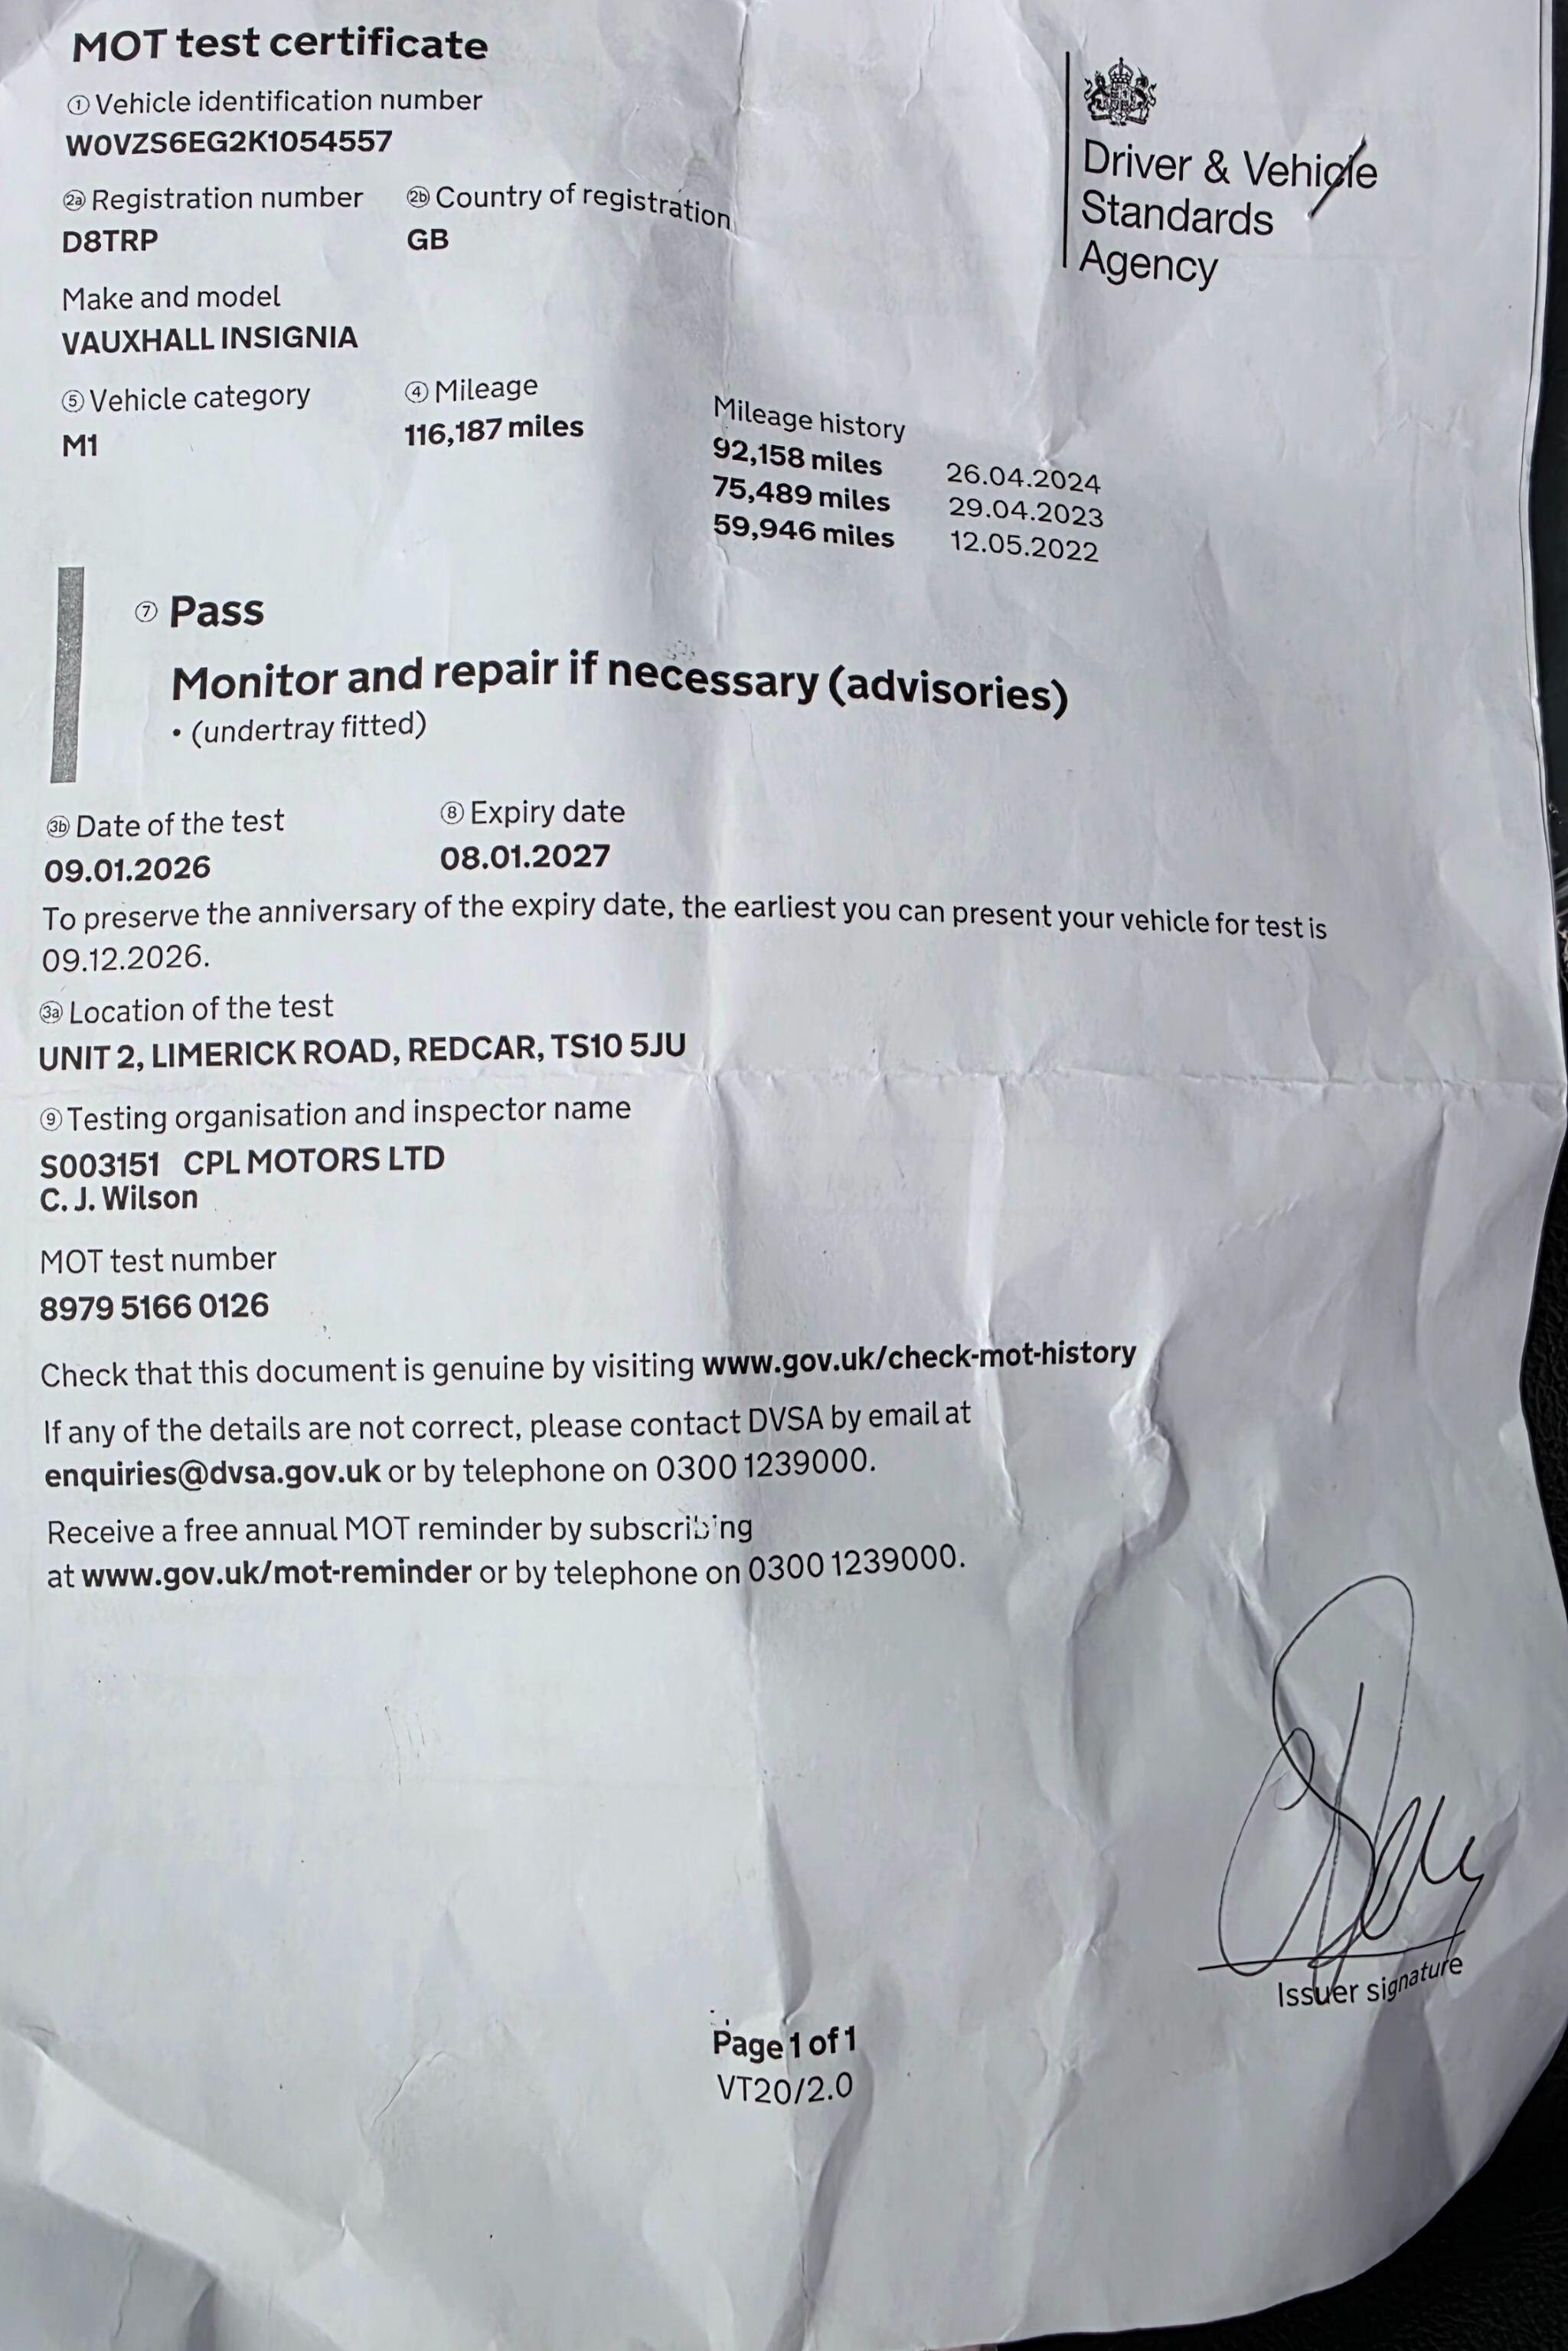 MOT test certificate
① Vehicle identification number
W0VZS6EG2K1054557
2a Registration number 2b Country of registration
D8TRP GB
Make and model
VAUXHALL INSIGNIA
⑤ Vehicle category ④ Mileage
M1 116,187 miles
Mileage history
92,158 miles 26.04.2024
75,489 miles 29.04.2023
59,946 miles 12.05.2022
Driver & Vehicle
Standards
Agency
⑦ Pass
Monitor and repair if necessary (advisories)
• (undertray fitted)
3b Date of the test ⑧ Expiry date
09.01.2026 08.01.2027
To preserve the anniversary of the expiry date, the earliest you can present your vehicle for test is
09.12.2026.
3a Location of the test
UNIT 2, LIMERICK ROAD, REDCAR, TS10 5JU
⑨ Testing organisation and inspector name
S003151 CPL MOTORS LTD
C. J. Wilson
MOT test number
8979 5166 0126
Check that this document is genuine by visiting www.gov.uk/check-mot-history
If any of the details are not correct, please contact DVSA by email at
enquiries@dvsa.gov.uk or by telephone on 0300 1239000.
Receive a free annual MOT reminder by subscribing
at www.gov.uk/mot-reminder or by telephone on 0300 1239000.
Issuer signature
Page 1 of 1
VT20/2.0